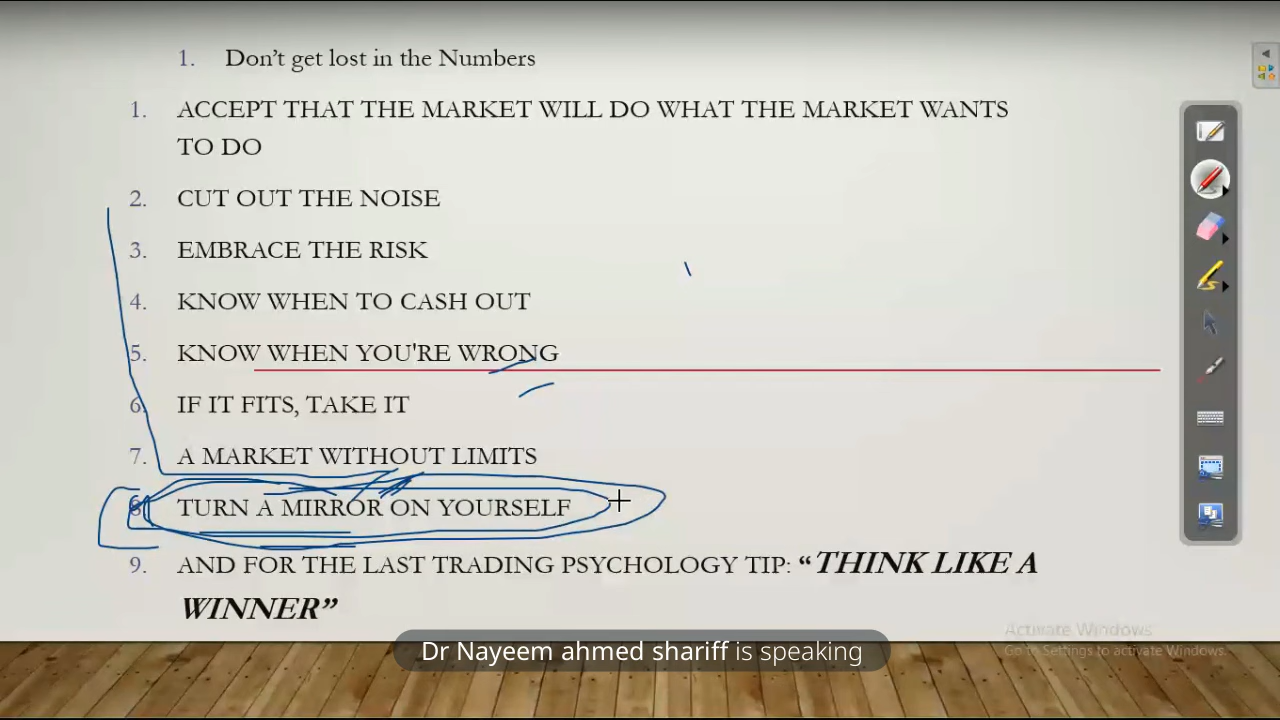 1. Don’t get lost in the Numbers
1. ACCEPT THAT THE MARKET WILL DO WHAT THE MARKET WANTS
TO DO
2. CUT OUT THE NOISE
3. EMBRACE THE RISK
4. KNOW WHEN TO CASH OUT
5. KNOW WHEN YOU'RE WRONG
6. IF IT FITS, TAKE IT
7. A MARKET WITHOUT LIMITS
8. TURN A MIRROR ON YOURSELF
9. AND FOR THE LAST TRADING PSYCHOLOGY TIP: “THINK LIKE A
WINNER”
Activate Windows
Go to Settings to activate Windows.
Dr Nayeem ahmed shariff is speaking